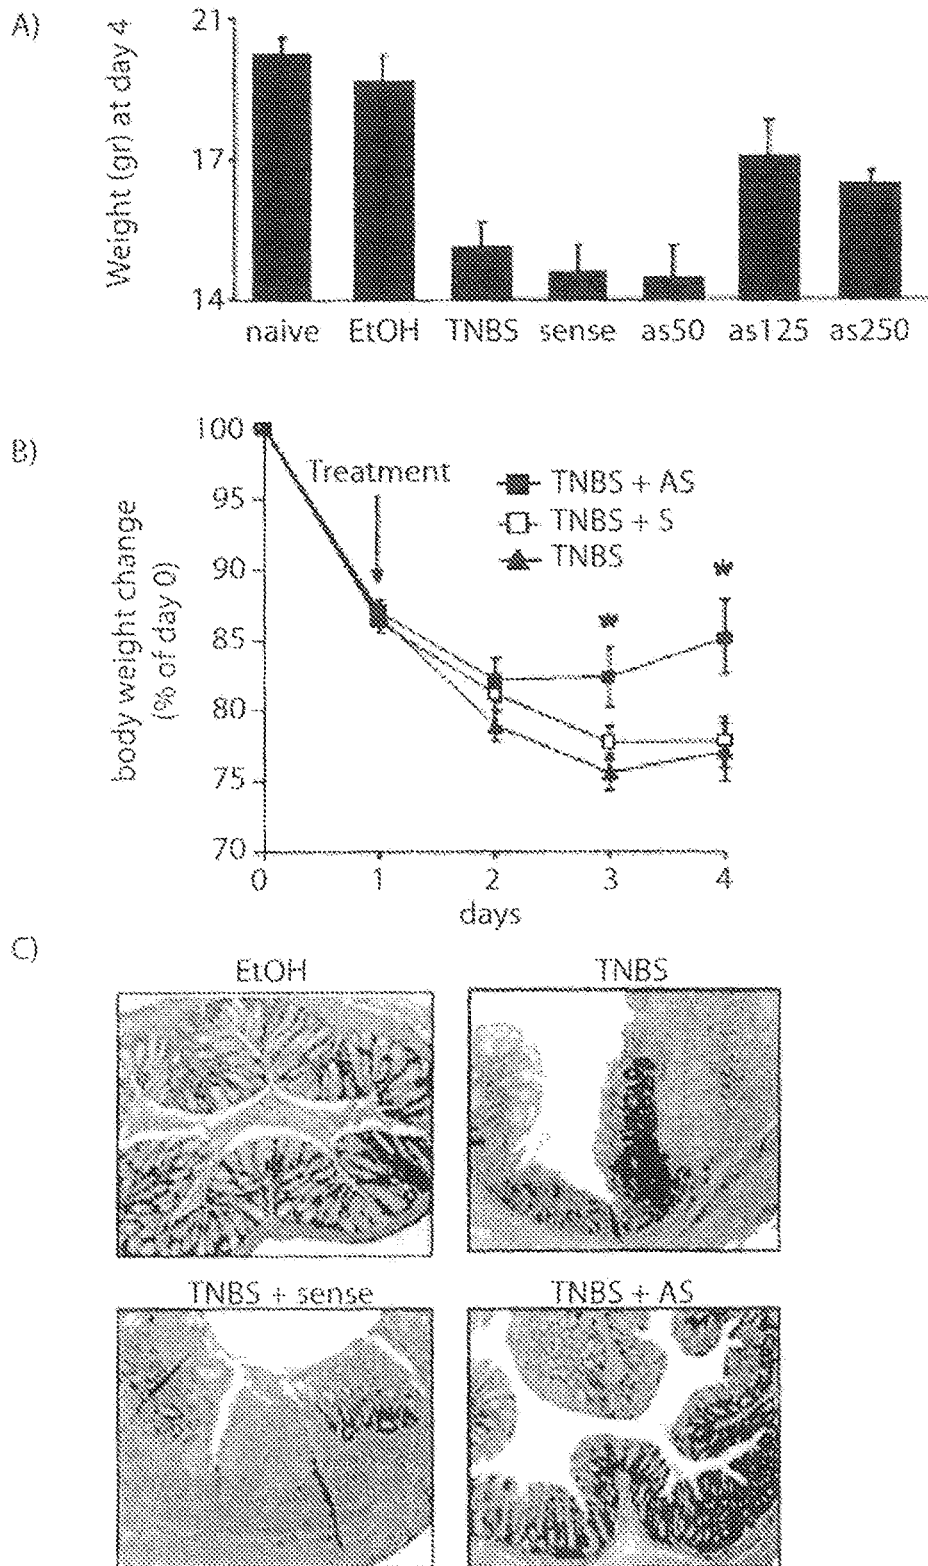 A)
Weight (gr) at day 4
21
17
14
naive EtOH TNBS sense as50 as125 as250
B)
body weight change
(% of day 0)
100
95
90
85
80
75
70
Treatment
TNBS + AS
TNBS + S
TNBS
*
*
0 1 2 3 4
days
C)
EtOH TNBS
TNBS + sense TNBS + AS